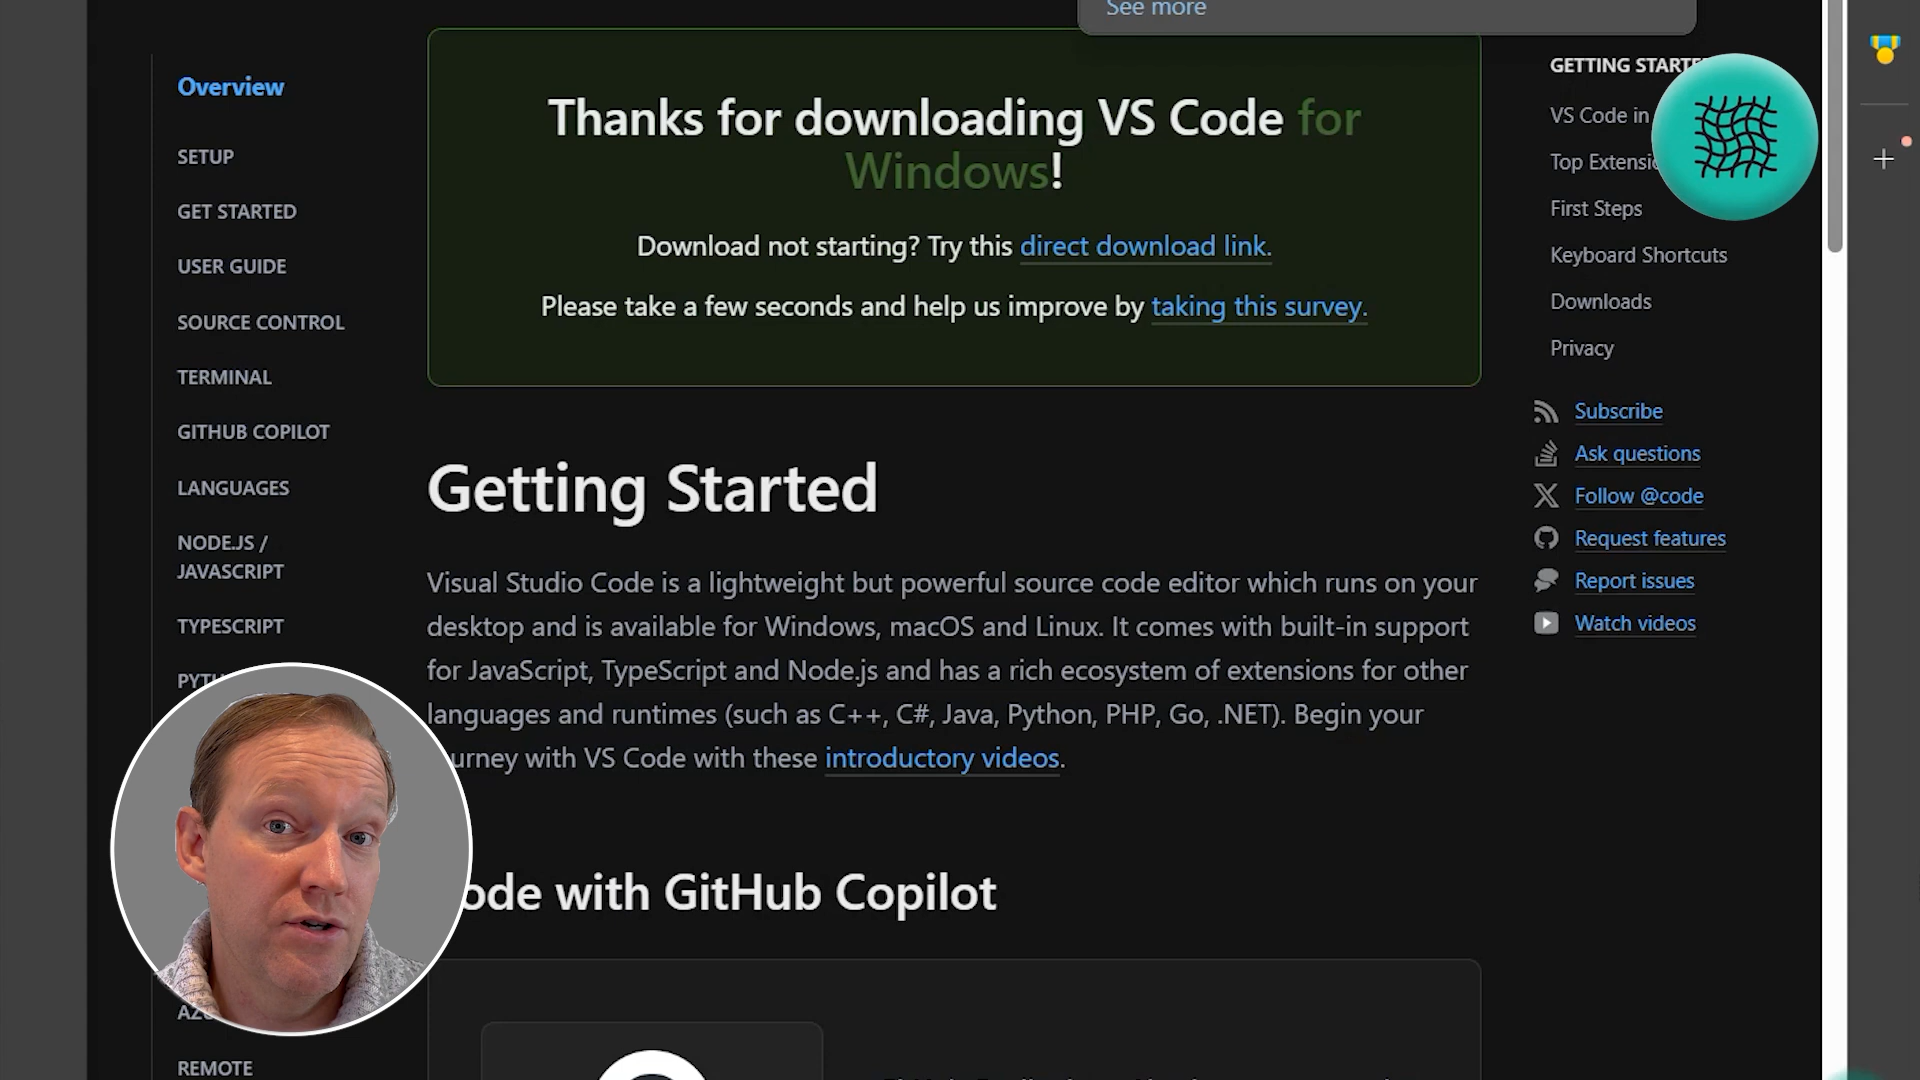 See more
Overview
SETUP
GET STARTED
USER GUIDE
SOURCE CONTROL
TERMINAL
GITHUB COPILOT
LANGUAGES
NODE.JS /
JAVASCRIPT
TYPESCRIPT
REMOTE
Thanks for downloading VS Code for
Windows!
Download not starting? Try this direct download link.
Please take a few seconds and help us improve by taking this survey.
Getting Started
Visual Studio Code is a lightweight but powerful source code editor which runs on your
desktop and is available for Windows, macOS and Linux. It comes with built-in support
for JavaScript, TypeScript and Node.js and has a rich ecosystem of extensions for other
languages and runtimes (such as C++, C#, Java, Python, PHP, Go, .NET). Begin your
urney with VS Code with these introductory videos.
ode with GitHub Copilot
GETTING STARTE
VS Code in
Top Extensi
First Steps
Keyboard Shortcuts
Downloads
Privacy
Subscribe
Ask questions
Follow @code
Request features
Report issues
Watch videos